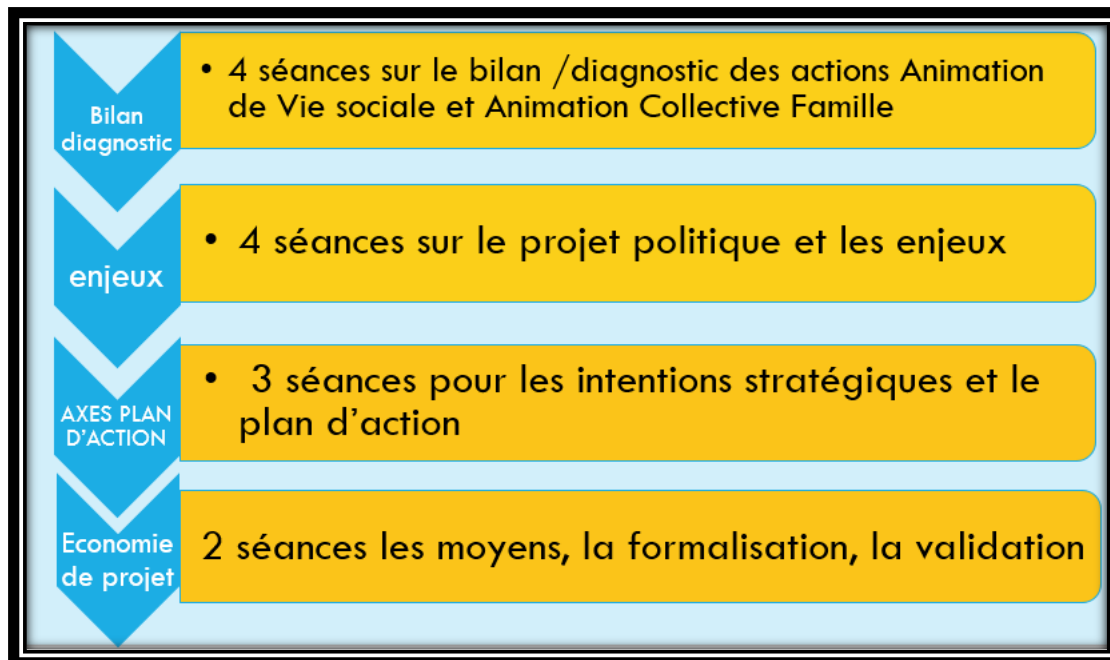 Bilan
diagnostic
• 4 séances sur le bilan /diagnostic des actions Animation
de Vie sociale et Animation Collective Famille
enjeux
• 4 séances sur le projet politique et les enjeux
AXES PLAN
D’ACTION
• 3 séances pour les intentions stratégiques et le
plan d’action
Economie
de projet
2 séances les moyens, la formalisation, la validation